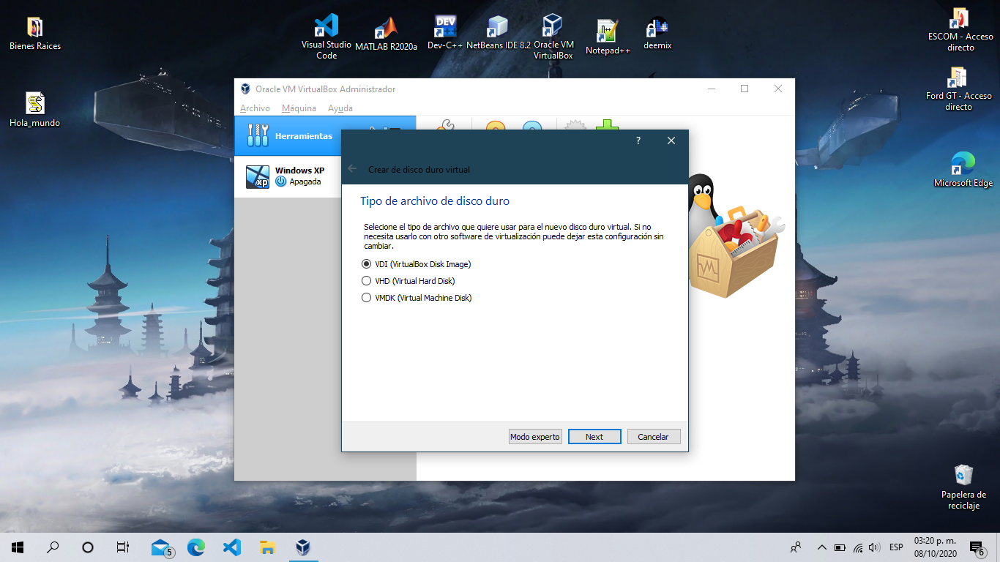 Bienes Raices
Hola_mundo
Visual Studio
Code
MATLAB R2020a
DEV
Dev-C++
NetBeans IDE 8.2
Oracle VM
VirtualBox
Notepad++
deemix
ESCOM - Acceso
directo
Ford GT - Acceso
directo
Microsoft Edge
Papelera de
reciclaje
Oracle VM VirtualBox Administrador
Archivo Máquina Ayuda
Herramientas
xp
Windows XP
Apagada
?
Crear de disco duro virtual
Tipo de archivo de disco duro
Selecione el tipo de archivo que quiere usar para el nuevo disco duro virtual. Si no
necesita usarlo con otro software de virtualización puede dejar esta configuración sin
cambiar.
VDI (VirtualBox Disk Image)
VHD (Virtual Hard Disk)
VMDK (Virtual Machine Disk)
Modo experto Next Cancelar
5
ESP
03:20 p. m.
08/10/2020
6